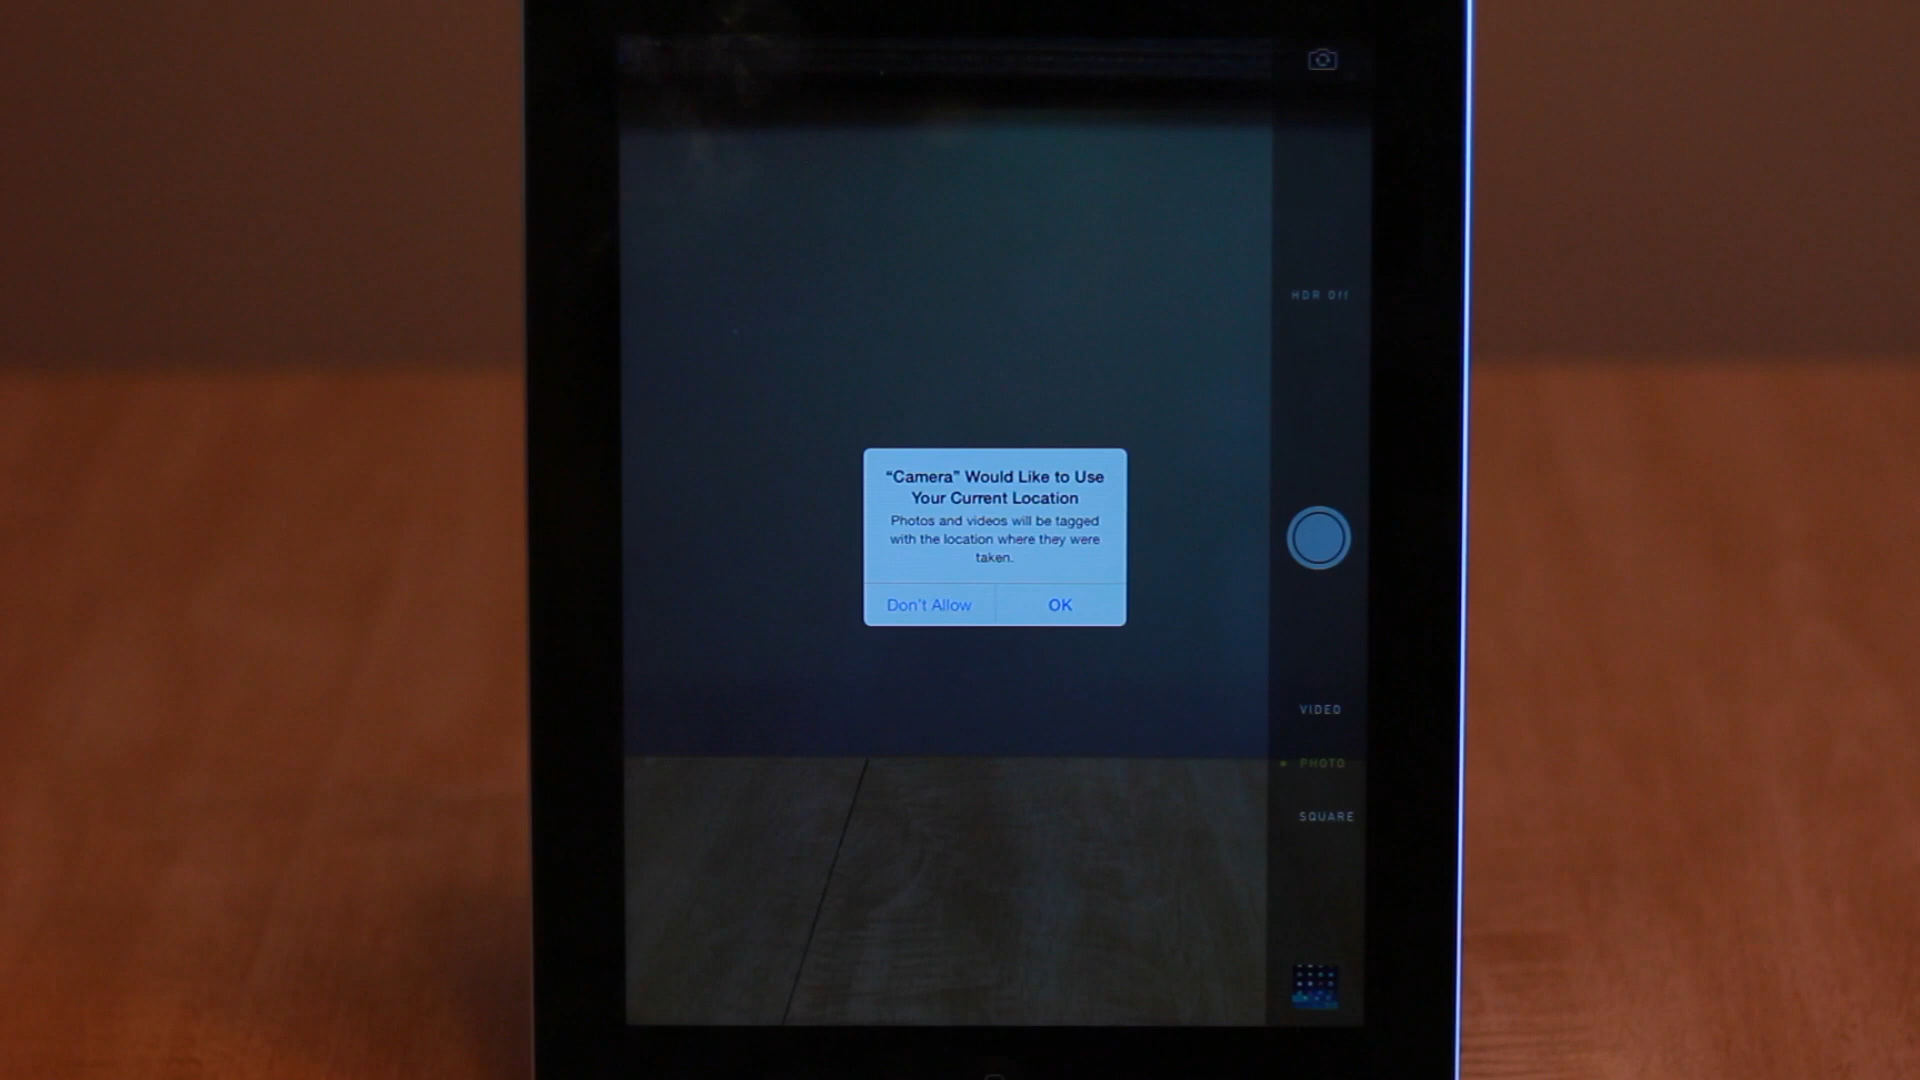 HDR Off
“Camera” Would Like to Use
Your Current Location
Photos and videos will be tagged
with the location where they were
taken.
Don't Allow
OK
VIDEO
PHOTO
SQUARE